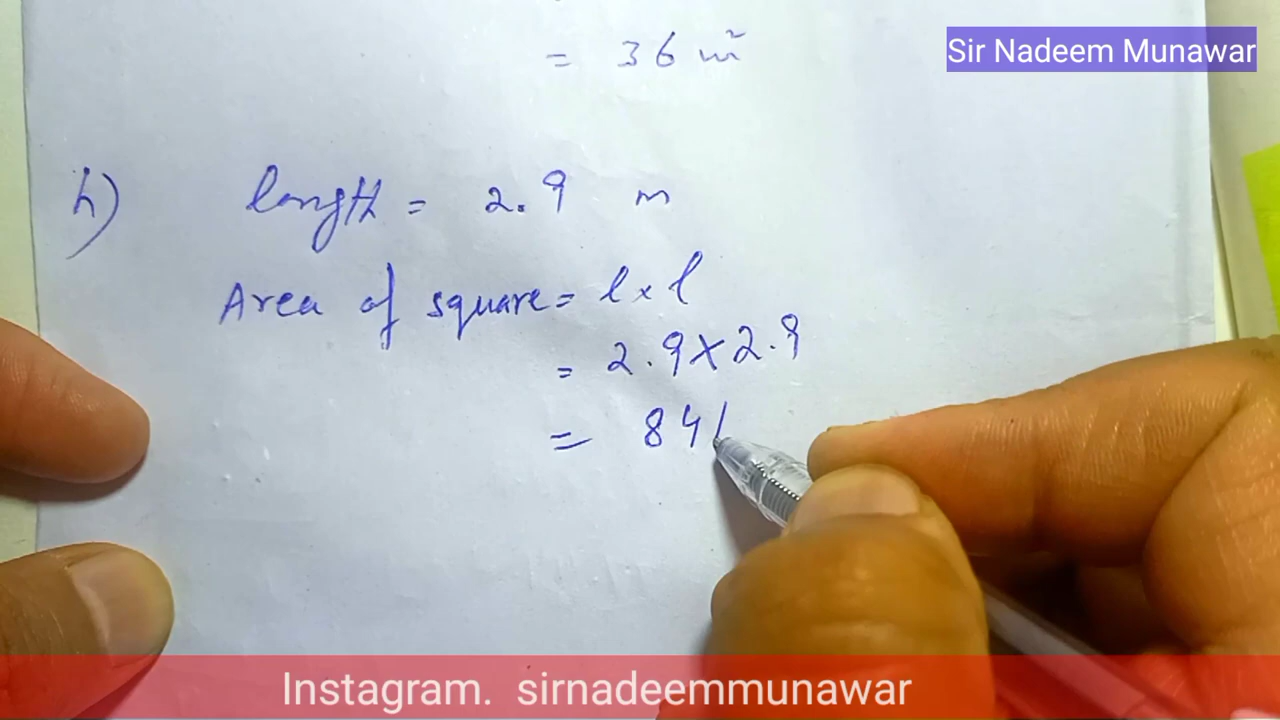 = 36 m²
Sir Nadeem Munawar
h) length = 2.9 m
Area of square = l × l
= 2.9 × 2.9
= 841
Instagram. sirnadeemmunawar